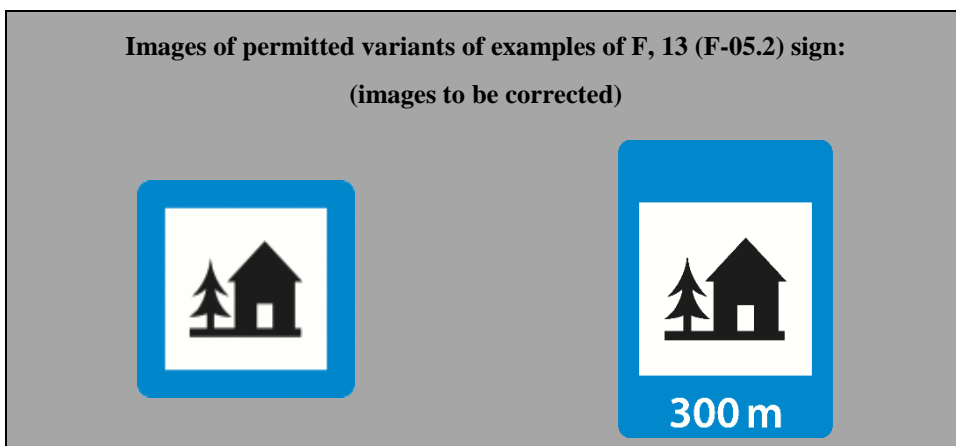 Images of permitted variants of examples of F, 13 (F-05.2) sign:
(images to be corrected)
300 m